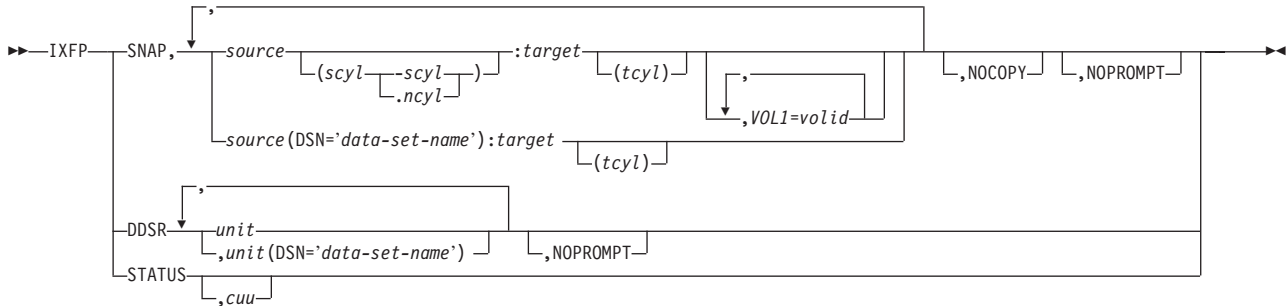 ,
IXFP SNAP, source :target ,NOCOPY ,NOPROMPT
(scyl -scyl ) (tcyl) ,
.ncyl ,VOL1=volid
source(DSN='data-set-name'):target
(tcyl)
,
DDSR unit
,unit(DSN='data-set-name') ,NOPROMPT
STATUS
,cuu